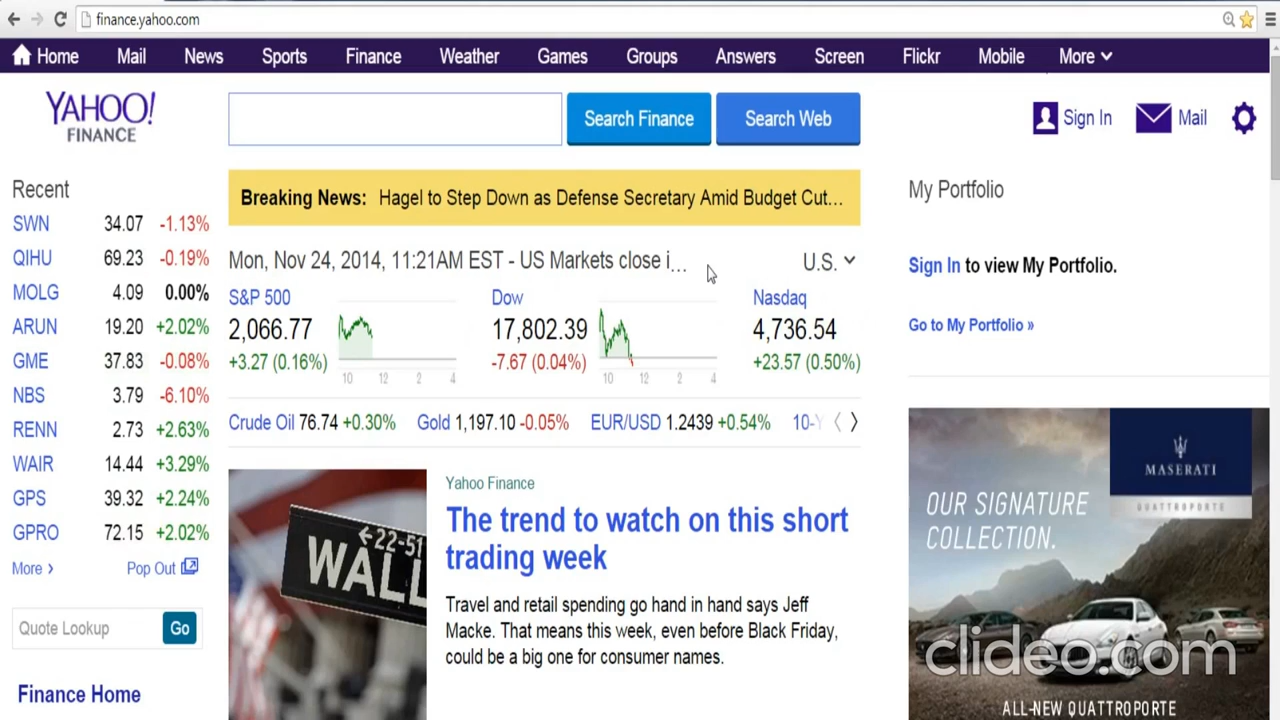 finance.yahoo.com
Home Mail News Sports Finance Weather Games Groups Answers Screen Flickr Mobile More
YAHOO!
FINANCE
Search Finance
Search Web
Sign In
Mail
Recent
SWN 34.07 -1.13%
QIHU 69.23 -0.19%
MOLG 4.09 0.00%
ARUN 19.20 +2.02%
GME 37.83 -0.08%
NBS 3.79 -6.10%
RENN 2.73 +2.63%
WAIR 14.44 +3.29%
GPS 39.32 +2.24%
GPRO 72.15 +2.02%
More ›
Pop Out
Quote Lookup
Go
Finance Home
Breaking News: Hagel to Step Down as Defense Secretary Amid Budget Cut...
Mon, Nov 24, 2014, 11:21AM EST - US Markets close i...
U.S.
S&P 500
2,066.77
+3.27 (0.16%)
10 12 2 4
Dow
17,802.39
-7.67 (0.04%)
10 12 2 4
Nasdaq
4,736.54
+23.57 (0.50%)
Crude Oil 76.74 +0.30%
Gold 1,197.10 -0.05%
EUR/USD 1.2439 +0.54%
10-Y
←22-51
WALL
Yahoo Finance
The trend to watch on this short
trading week
Travel and retail spending go hand in hand says Jeff
Macke. That means this week, even before Black Friday,
could be a big one for consumer names.
My Portfolio
Sign In to view My Portfolio.
Go to My Portfolio »
MASERATI
QUATTROPORTE
OUR SIGNATURE
COLLECTION.
clideo.com
ALL-NEW QUATTROPORTE